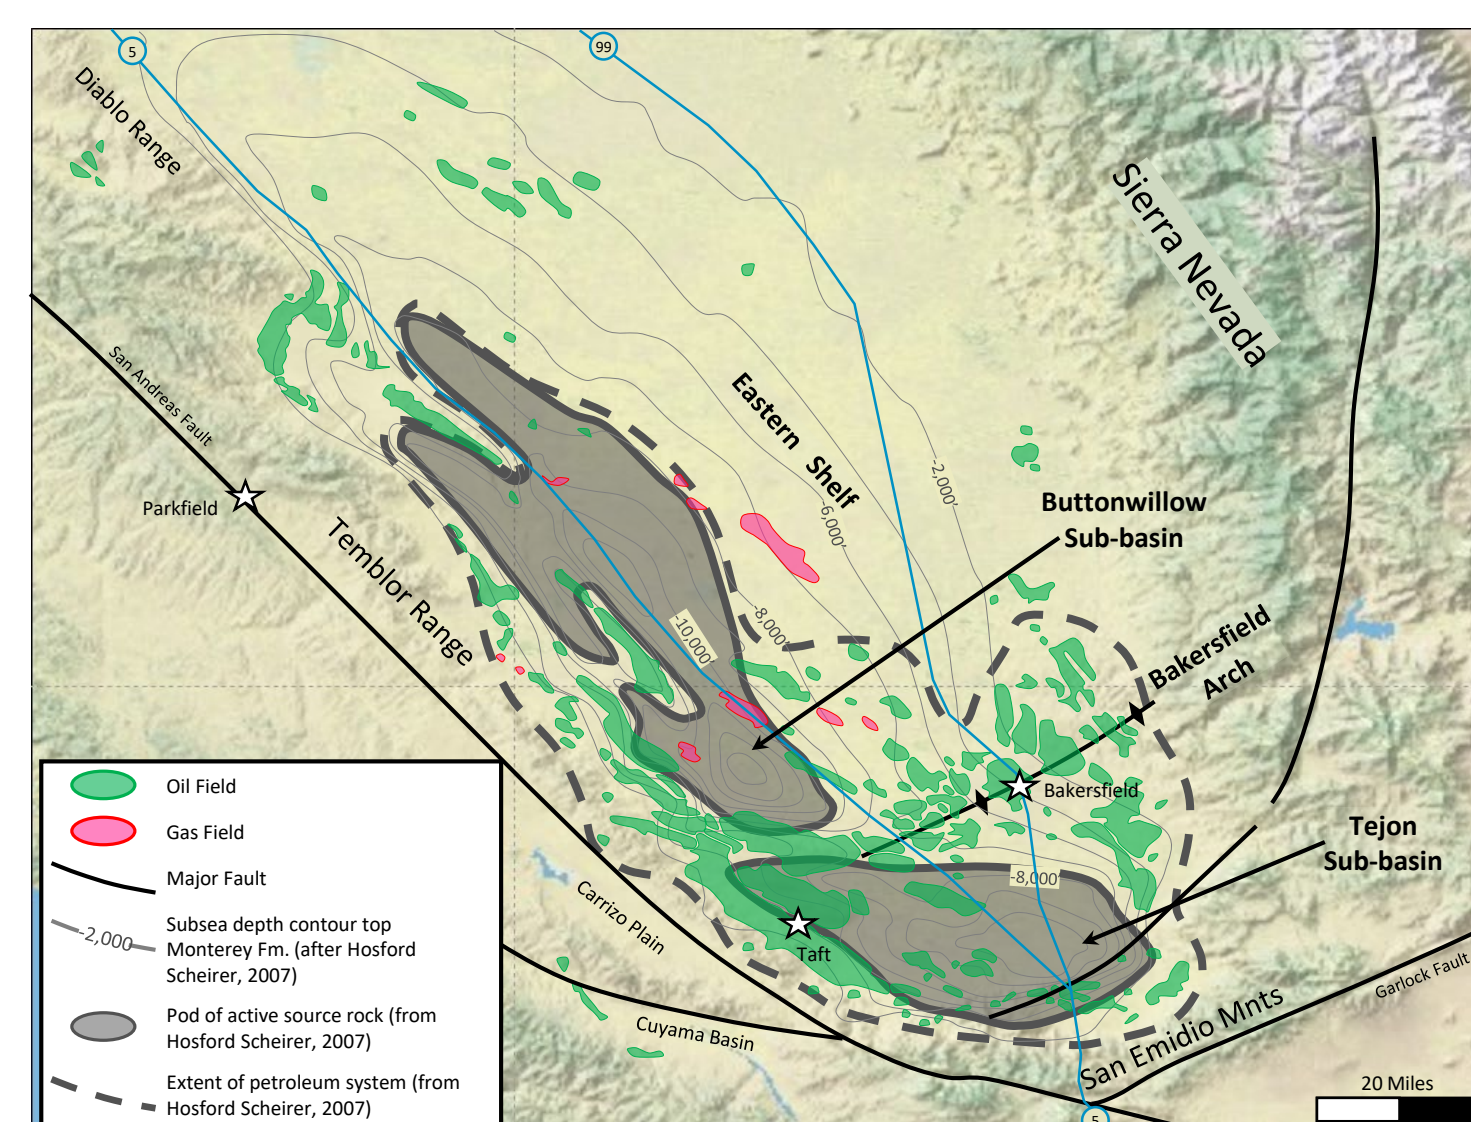 5
99
Diablo Range
Sierra Nevada
San Andreas Fault
Eastern Shelf
-2,000'
-6,000'
Parkfield
Buttonwillow
Sub-basin
Temblor Range
-10,000'
-8,000'
Bakersfield
Arch
Bakersfield
Tejon
Sub-basin
-8,000'
Carrizo Plain
Taft
Cuyama Basin
San Emidio Mnts
Garlock Fault
5
20 Miles
Oil Field
Gas Field
Major Fault
-2,000
Subsea depth contour top
Monterey Fm. (after Hosford
Scheirer, 2007)
Pod of active source rock (from
Hosford Scheirer, 2007)
Extent of petroleum system (from
Hosford Scheirer, 2007)